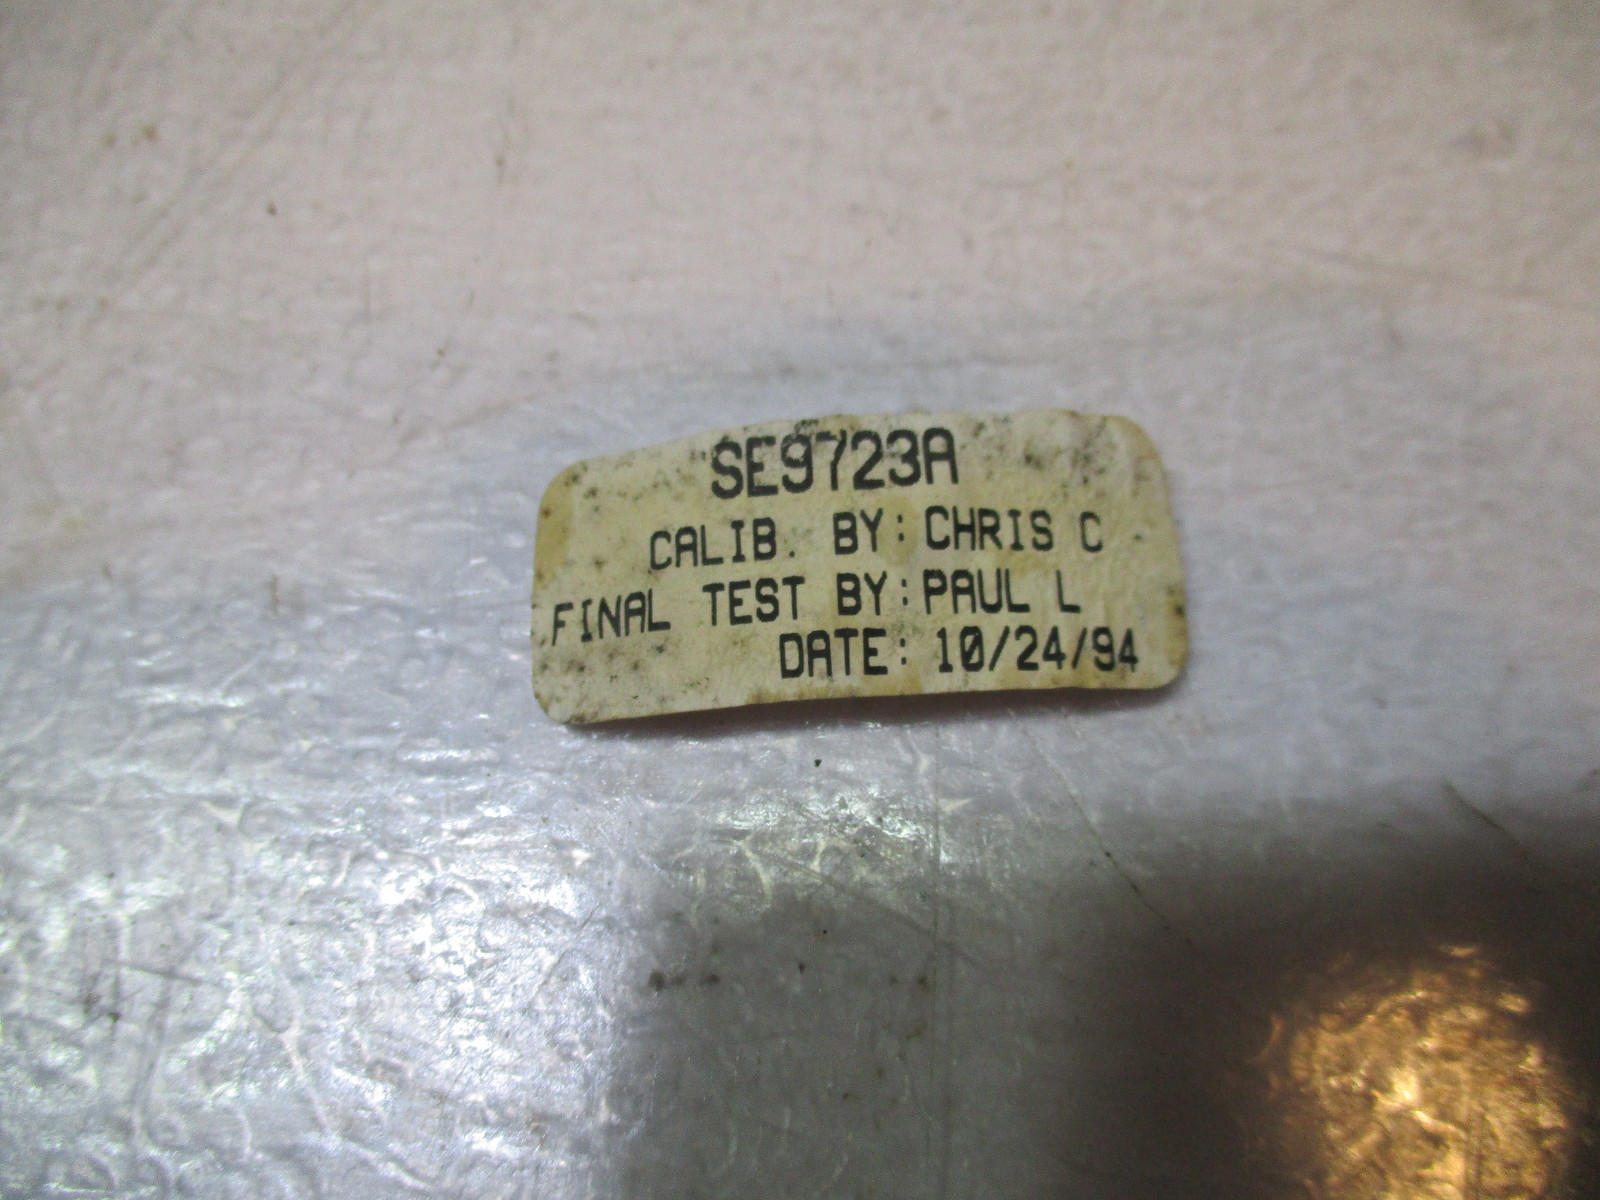 SE9723A
CALIB. BY: CHRIS C
FINAL TEST BY: PAUL L
DATE: 10/24/94